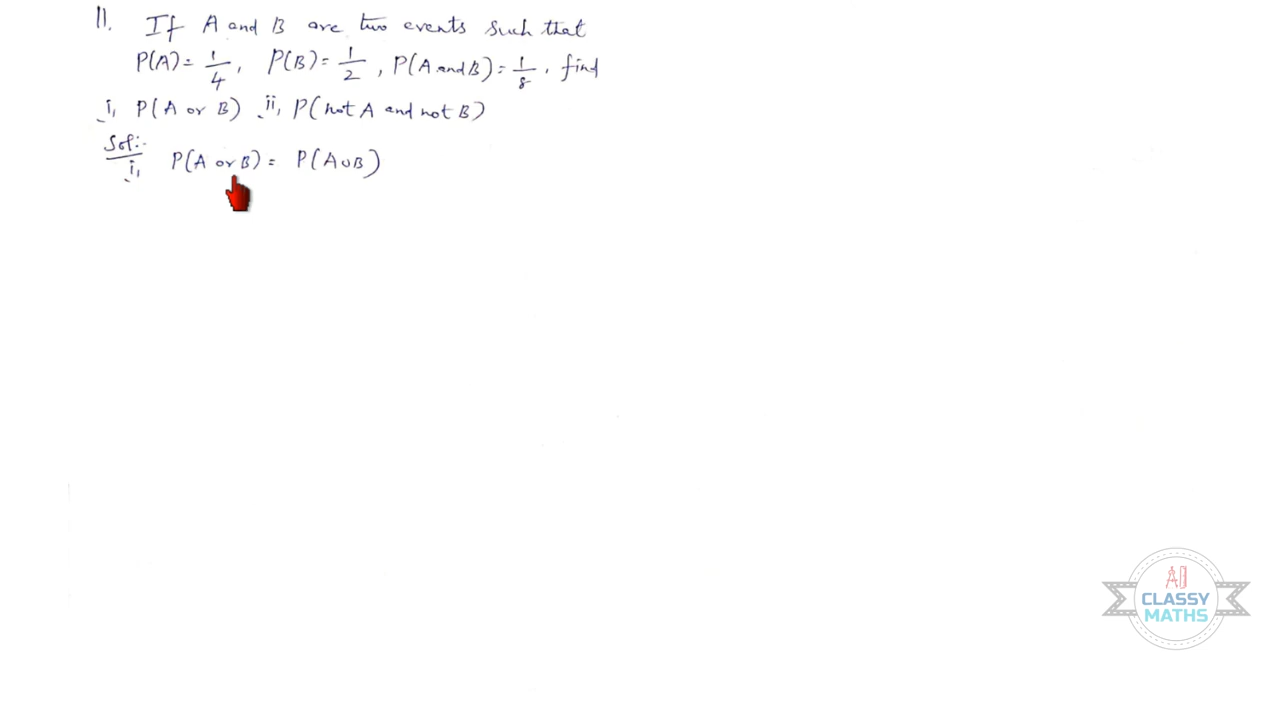 11. If A and B are two events such that
P(A) = 1/4, P(B) = 1/2, P(A and B) = 1/8, find
i, P(A or B) ii, P(not A and not B)
Sol:-
i, P(A or B) = P(A∪B)
CLASSY
MATHS